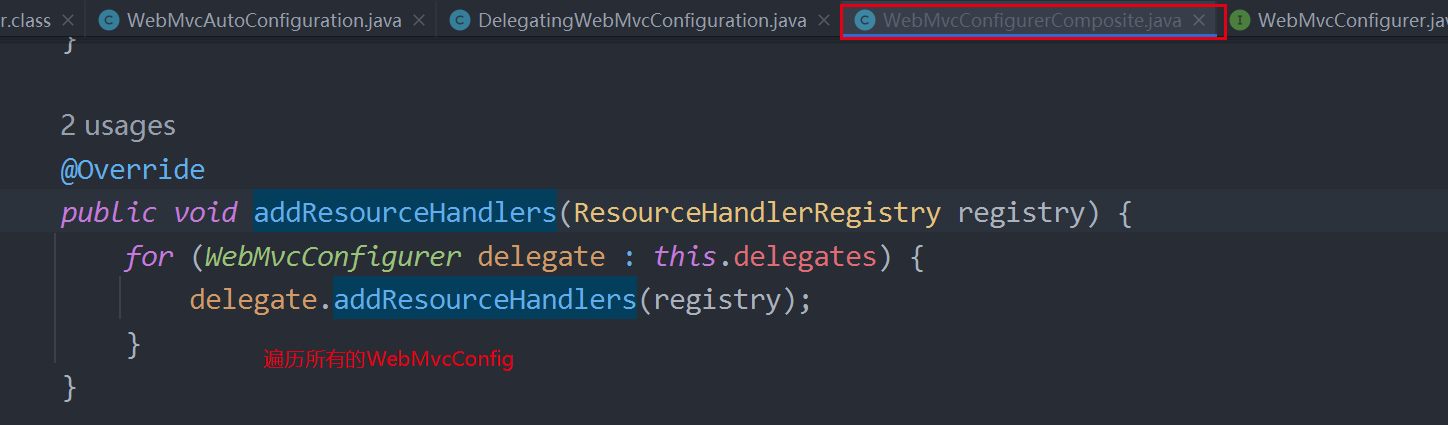 r.class WebMvcAutoConfiguration.java DelegatingWebMvcConfiguration.java WebMvcConfigurerComposite.java WebMvcConfigurer.jav
}
2 usages
@Override
public void addResourceHandlers(ResourceHandlerRegistry registry) {
for (WebMvcConfigurer delegate : this.delegates) {
delegate.addResourceHandlers(registry);
}
遍历所有的WebMvcConfig
}